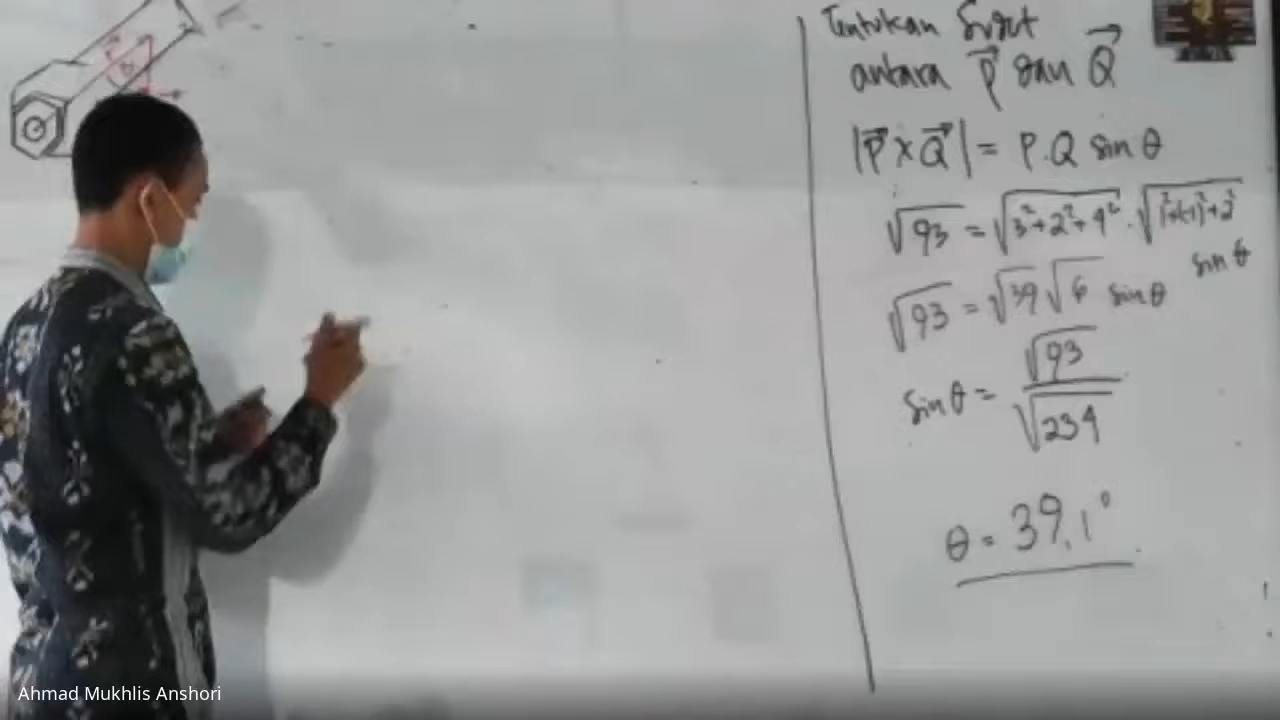 Tentukan Sudut
antara P⃗ dan Q⃗
|P⃗ x Q⃗| = P.Q sin θ
√93 = √3²+2²+4² . √1²+(-1)²+2²
sin θ
√93 = √39 √6 sin θ
sin θ = √93 / √234
θ = 39,1°
Ahmad Mukhlis Anshori